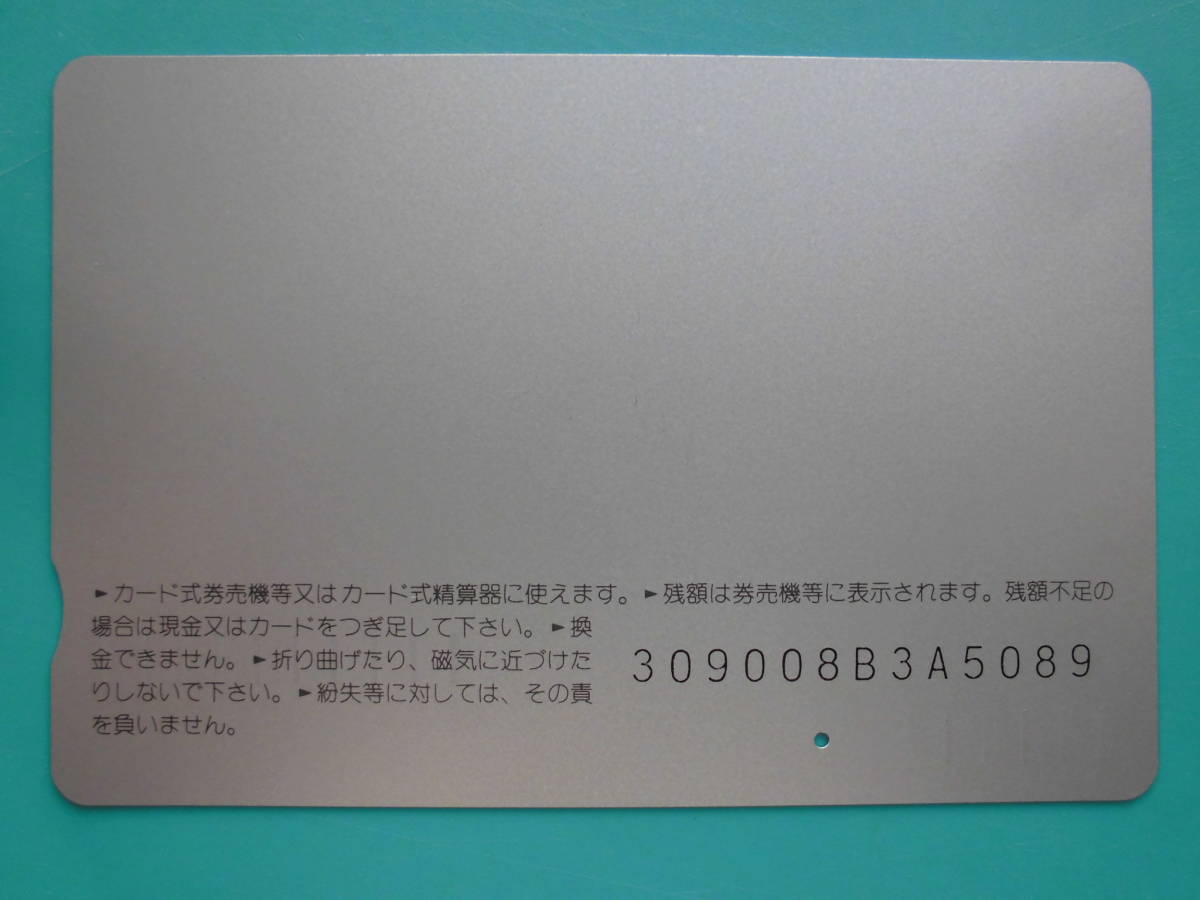 ►カード式券売機等又はカード式精算器に使えます。►残額は券売機等に表示されます。残額不足の
場合は現金又はカードをつぎ足して下さい。►換
金できません。►折り曲げたり、磁気に近づけた
りしないで下さい。►紛失等に対しては、その責
を負いません。
309008B3A5089